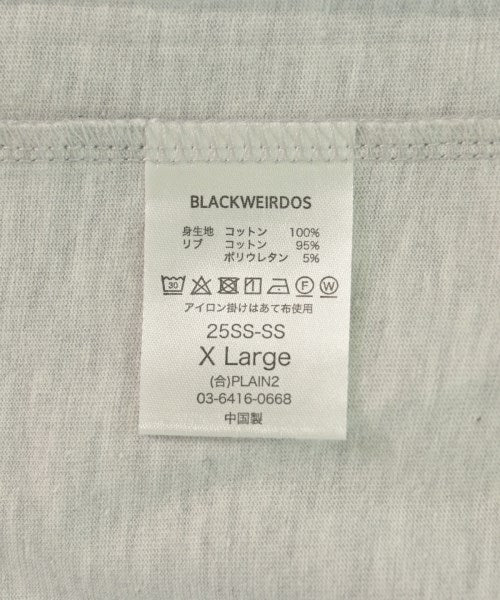 BLACKWEIRDOS
身生地 コットン 100%
リブ コットン 95%
ポリウレタン 5%
30 F W
アイロン掛けはあて布使用
25SS-SS
X Large
(合)PLAIN2
03-6416-0668
中国製